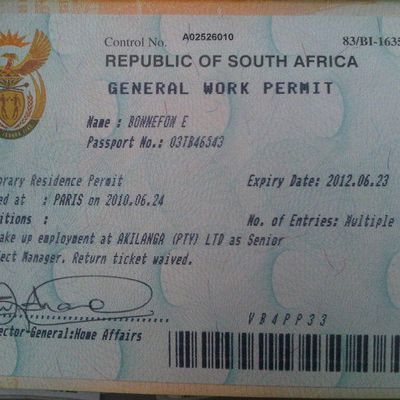 Control No. A02526010 83/BI-1635
REPUBLIC OF SOUTH AFRICA
GENERAL WORK PERMIT
Name : BONNEFON E
Passport No.: 03TB46543
orary Residence Permit Expiry Date: 2012.06.23
ed at : PARIS on 2010.06.24
itions : No. of Entries: Multiple
ake up employment at AKILANGA (PTY) LTD as Senior
ject Manager. Return ticket waived.
ector-General:Home Affairs
VB4PP33